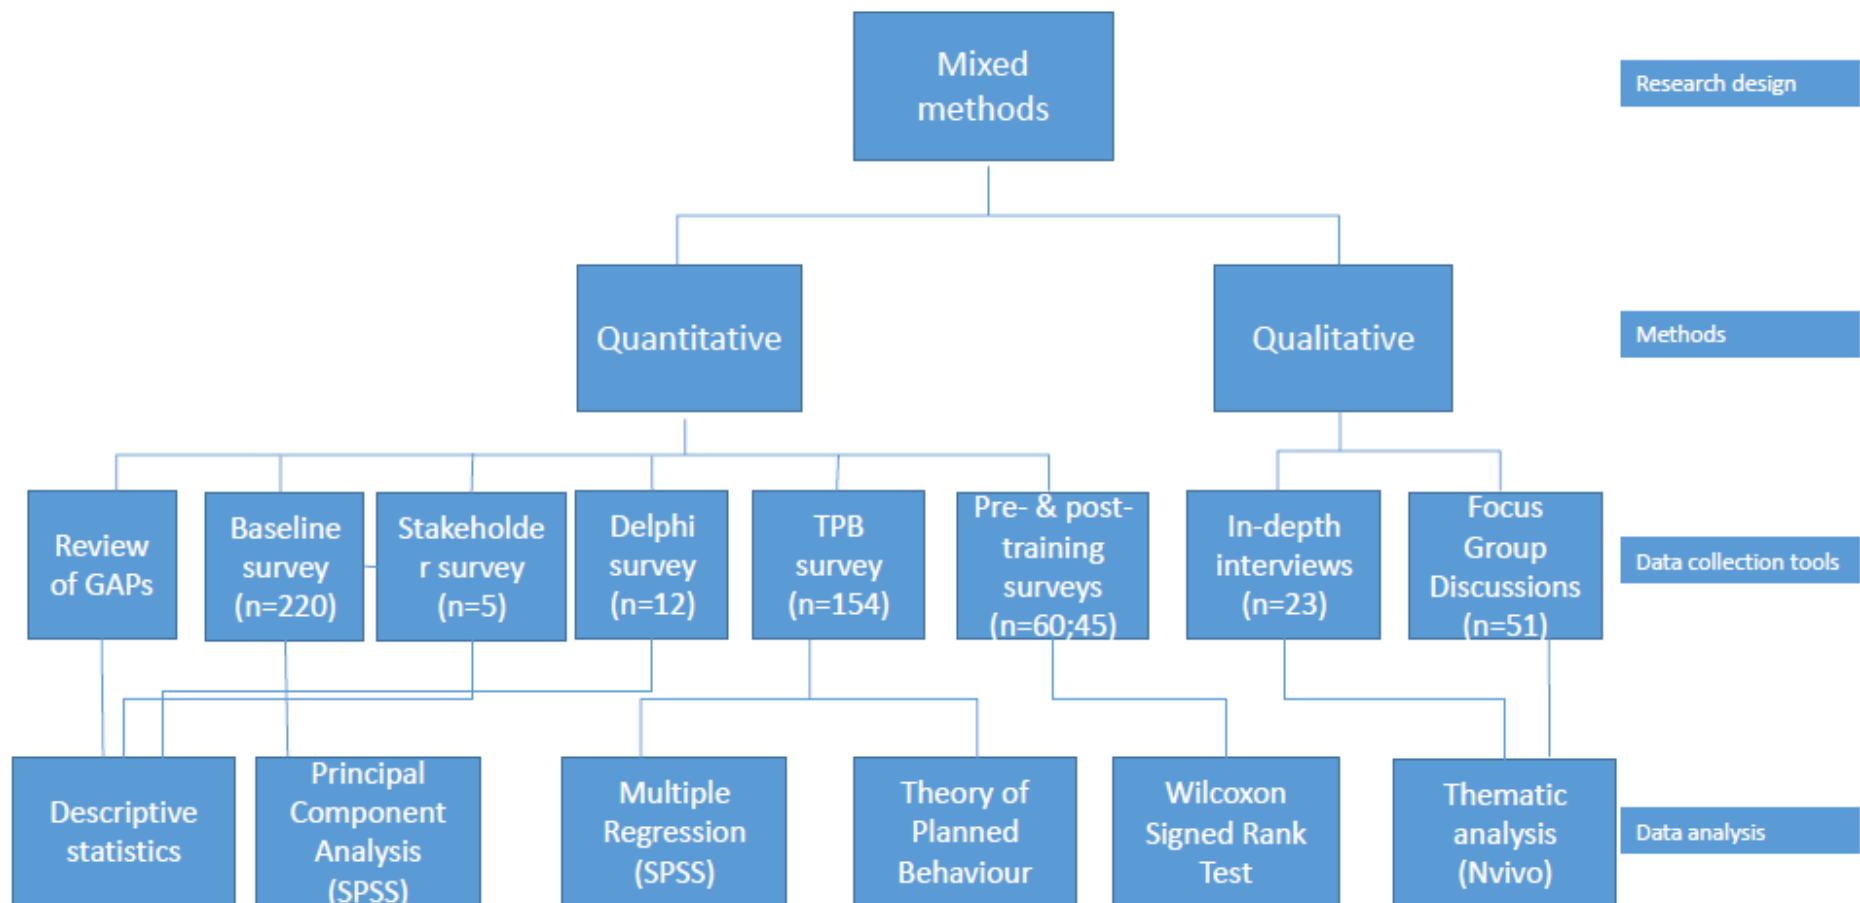 Mixed
methods
Research design
Quantitative
Qualitative
Methods
Review
of GAPs
Baseline
survey
(n=220)
Stakeholde
r survey
(n=5)
Delphi
survey
(n=12)
TPB
survey
(n=154)
Pre- & post-
training
surveys
(n=60;45)
In-depth
interviews
(n=23)
Focus
Group
Discussions
(n=51)
Data collection tools
Descriptive
statistics
Principal
Component
Analysis
(SPSS)
Multiple
Regression
(SPSS)
Theory of
Planned
Behaviour
Wilcoxon
Signed Rank
Test
Thematic
analysis
(Nvivo)
Data analysis